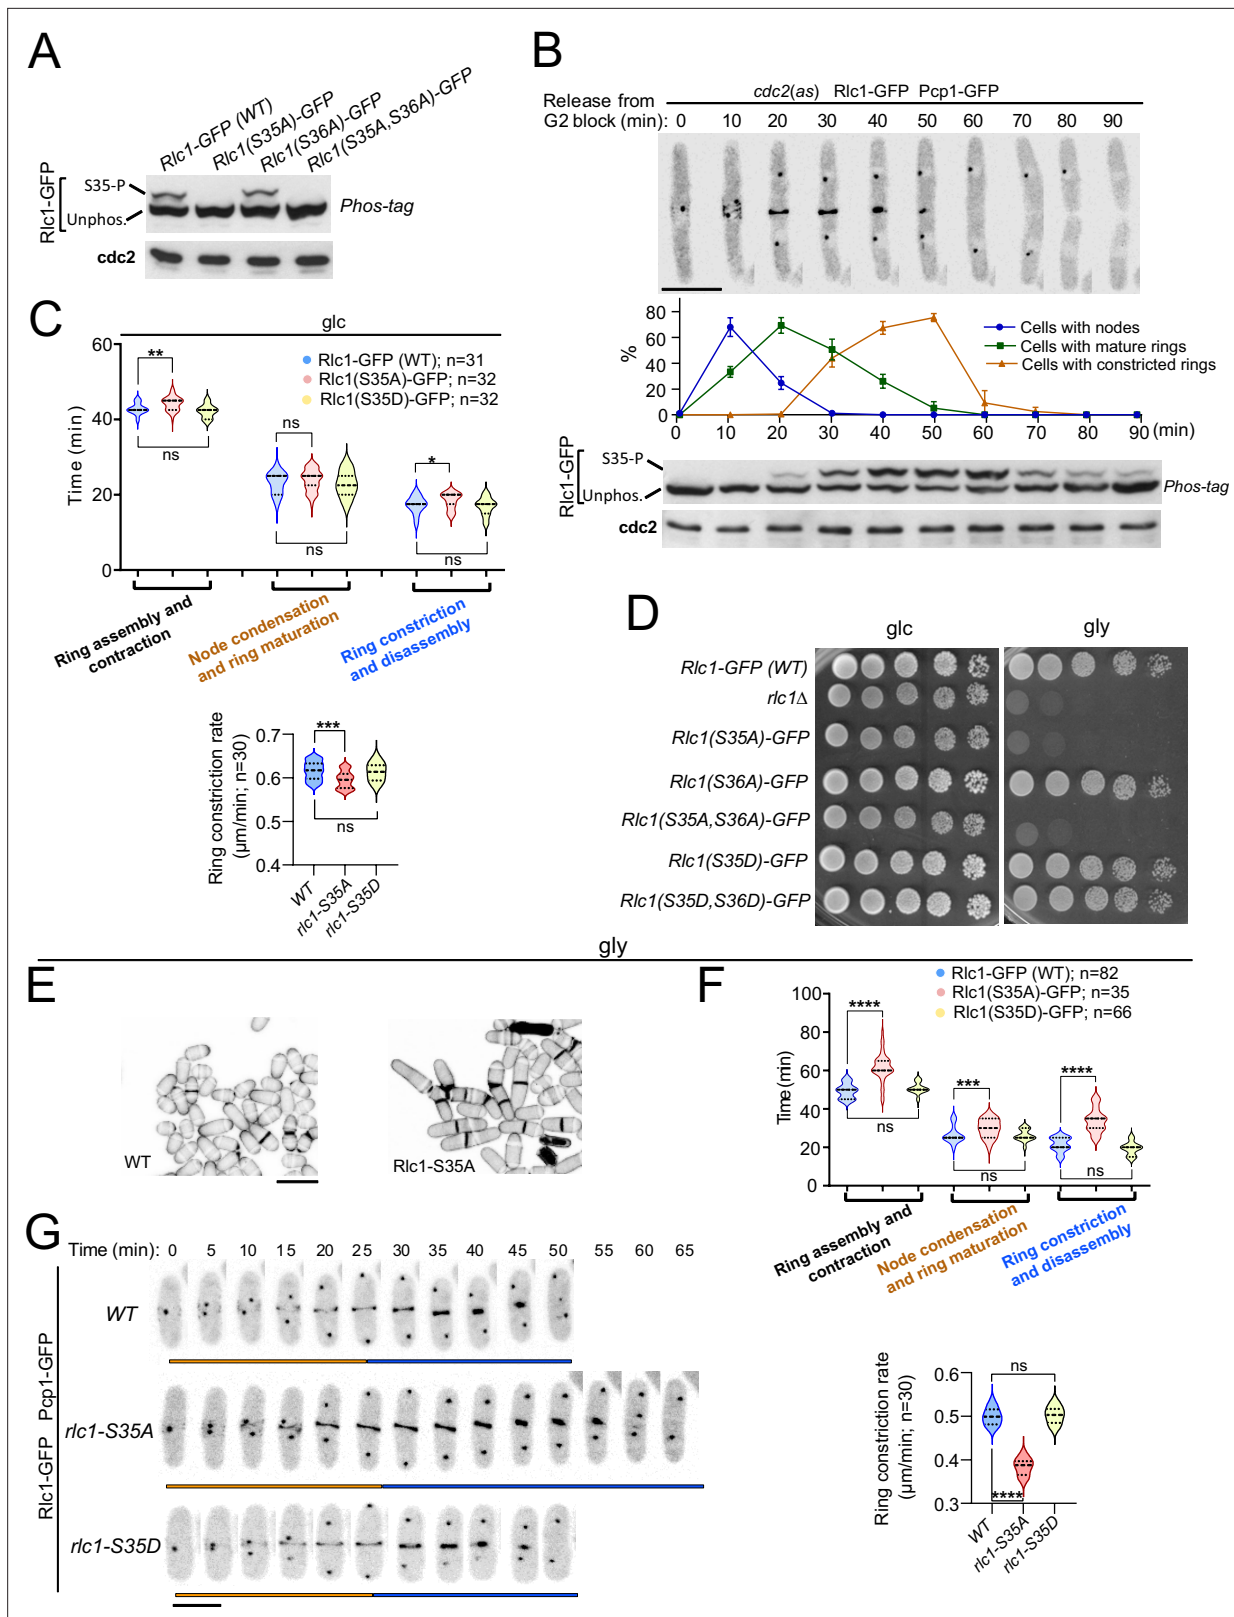 A
Rlc1-GFP (WT)
Rlc1(S35A)-GFP
Rlc1(S36A)-GFP
Rlc1(S35A,S36A)-GFP
Rlc1-GFP
S35-P
Unphos.
Phos-tag
cdc2
B
cdc2(as) Rlc1-GFP Pcp1-GFP
Release from
G2 block (min): 0 10 20 30 40 50 60 70 80 90
%
80
60
40
20
0
Cells with nodes
Cells with mature rings
Cells with constricted rings
0 10 20 30 40 50 60 70 80 90 (min)
Rlc1-GFP
S35-P
Unphos.
Phos-tag
cdc2
C
glc
Time (min)
60
40
20
0
Rlc1-GFP (WT); n=31
Rlc1(S35A)-GFP; n=32
Rlc1(S35D)-GFP; n=32
**
ns
ns
ns
*
ns
Ring assembly and
contraction
Node condensation
and ring maturation
Ring constriction
and disassembly
Ring constriction rate
(µm/min; n=30)
0.7
0.6
0.5
0.4
***
ns
WT
rlc1-S35A
rlc1-S35D
D
glc gly
Rlc1-GFP (WT)
rlc1Δ
Rlc1(S35A)-GFP
Rlc1(S36A)-GFP
Rlc1(S35A,S36A)-GFP
Rlc1(S35D)-GFP
Rlc1(S35D,S36D)-GFP
gly
E
WT
Rlc1-S35A
F
Rlc1-GFP (WT); n=82
Rlc1(S35A)-GFP; n=35
Rlc1(S35D)-GFP; n=66
Time (min)
100
80
60
40
20
0
****
ns
***
ns
****
ns
Ring assembly and
contraction
Node condensation
and ring maturation
Ring constriction
and disassembly
Ring constriction rate
(µm/min; n=30)
0.6
0.5
0.4
0.3
ns
****
WT
rlc1-S35A
rlc1-S35D
G
Time (min): 0 5 10 15 20 25 30 35 40 45 50 55 60 65
Rlc1-GFP Pcp1-GFP
WT
rlc1-S35A
rlc1-S35D